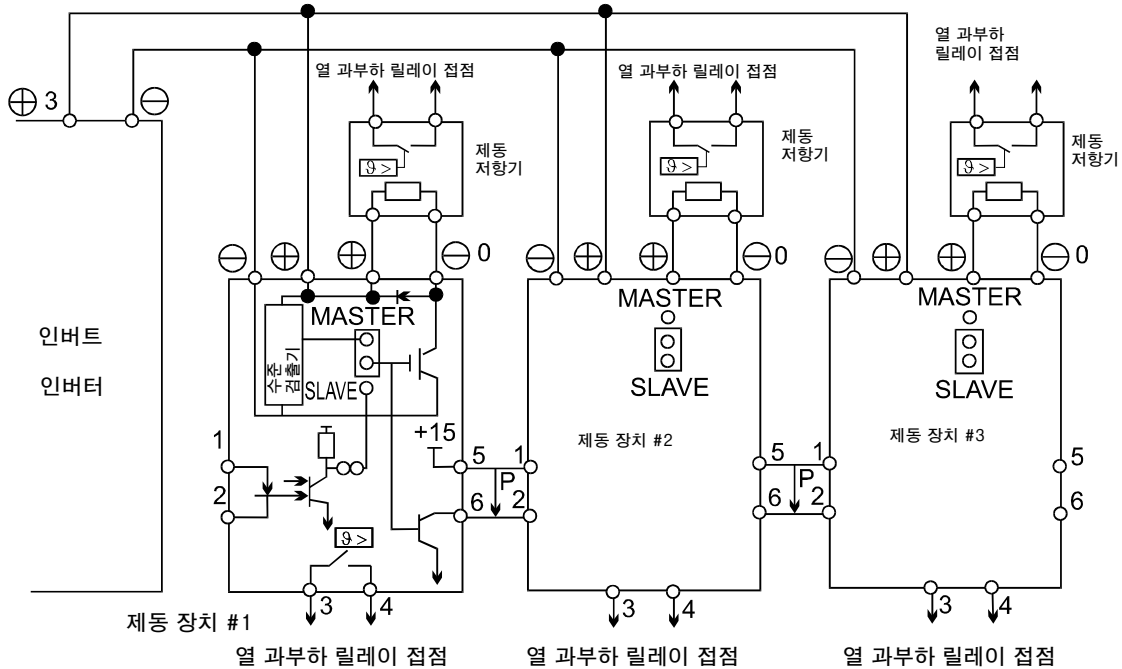 열 과부하
릴레이 접점
열 과부하 릴레이 접점
열 과부하 릴레이 접점
⊕ 3 ⊖
제동
저항기
제동
저항기
제동
저항기
ϑ >
ϑ >
ϑ >
⊖ ⊕ ⊕ ⊖ 0
⊖ ⊕ ⊕ ⊖ 0
⊖ ⊕ ⊕ ⊖ 0
인버트
인버터
MASTER
수준
검출기
SLAVE
+15
1
2
5
6
P
ϑ >
3
4
제동 장치 #1
열 과부하 릴레이 접점
MASTER
SLAVE
제동 장치 #2
1
2
5
6
P
3
4
열 과부하 릴레이 접점
MASTER
SLAVE
제동 장치 #3
1
2
5
6
3
4
열 과부하 릴레이 접점